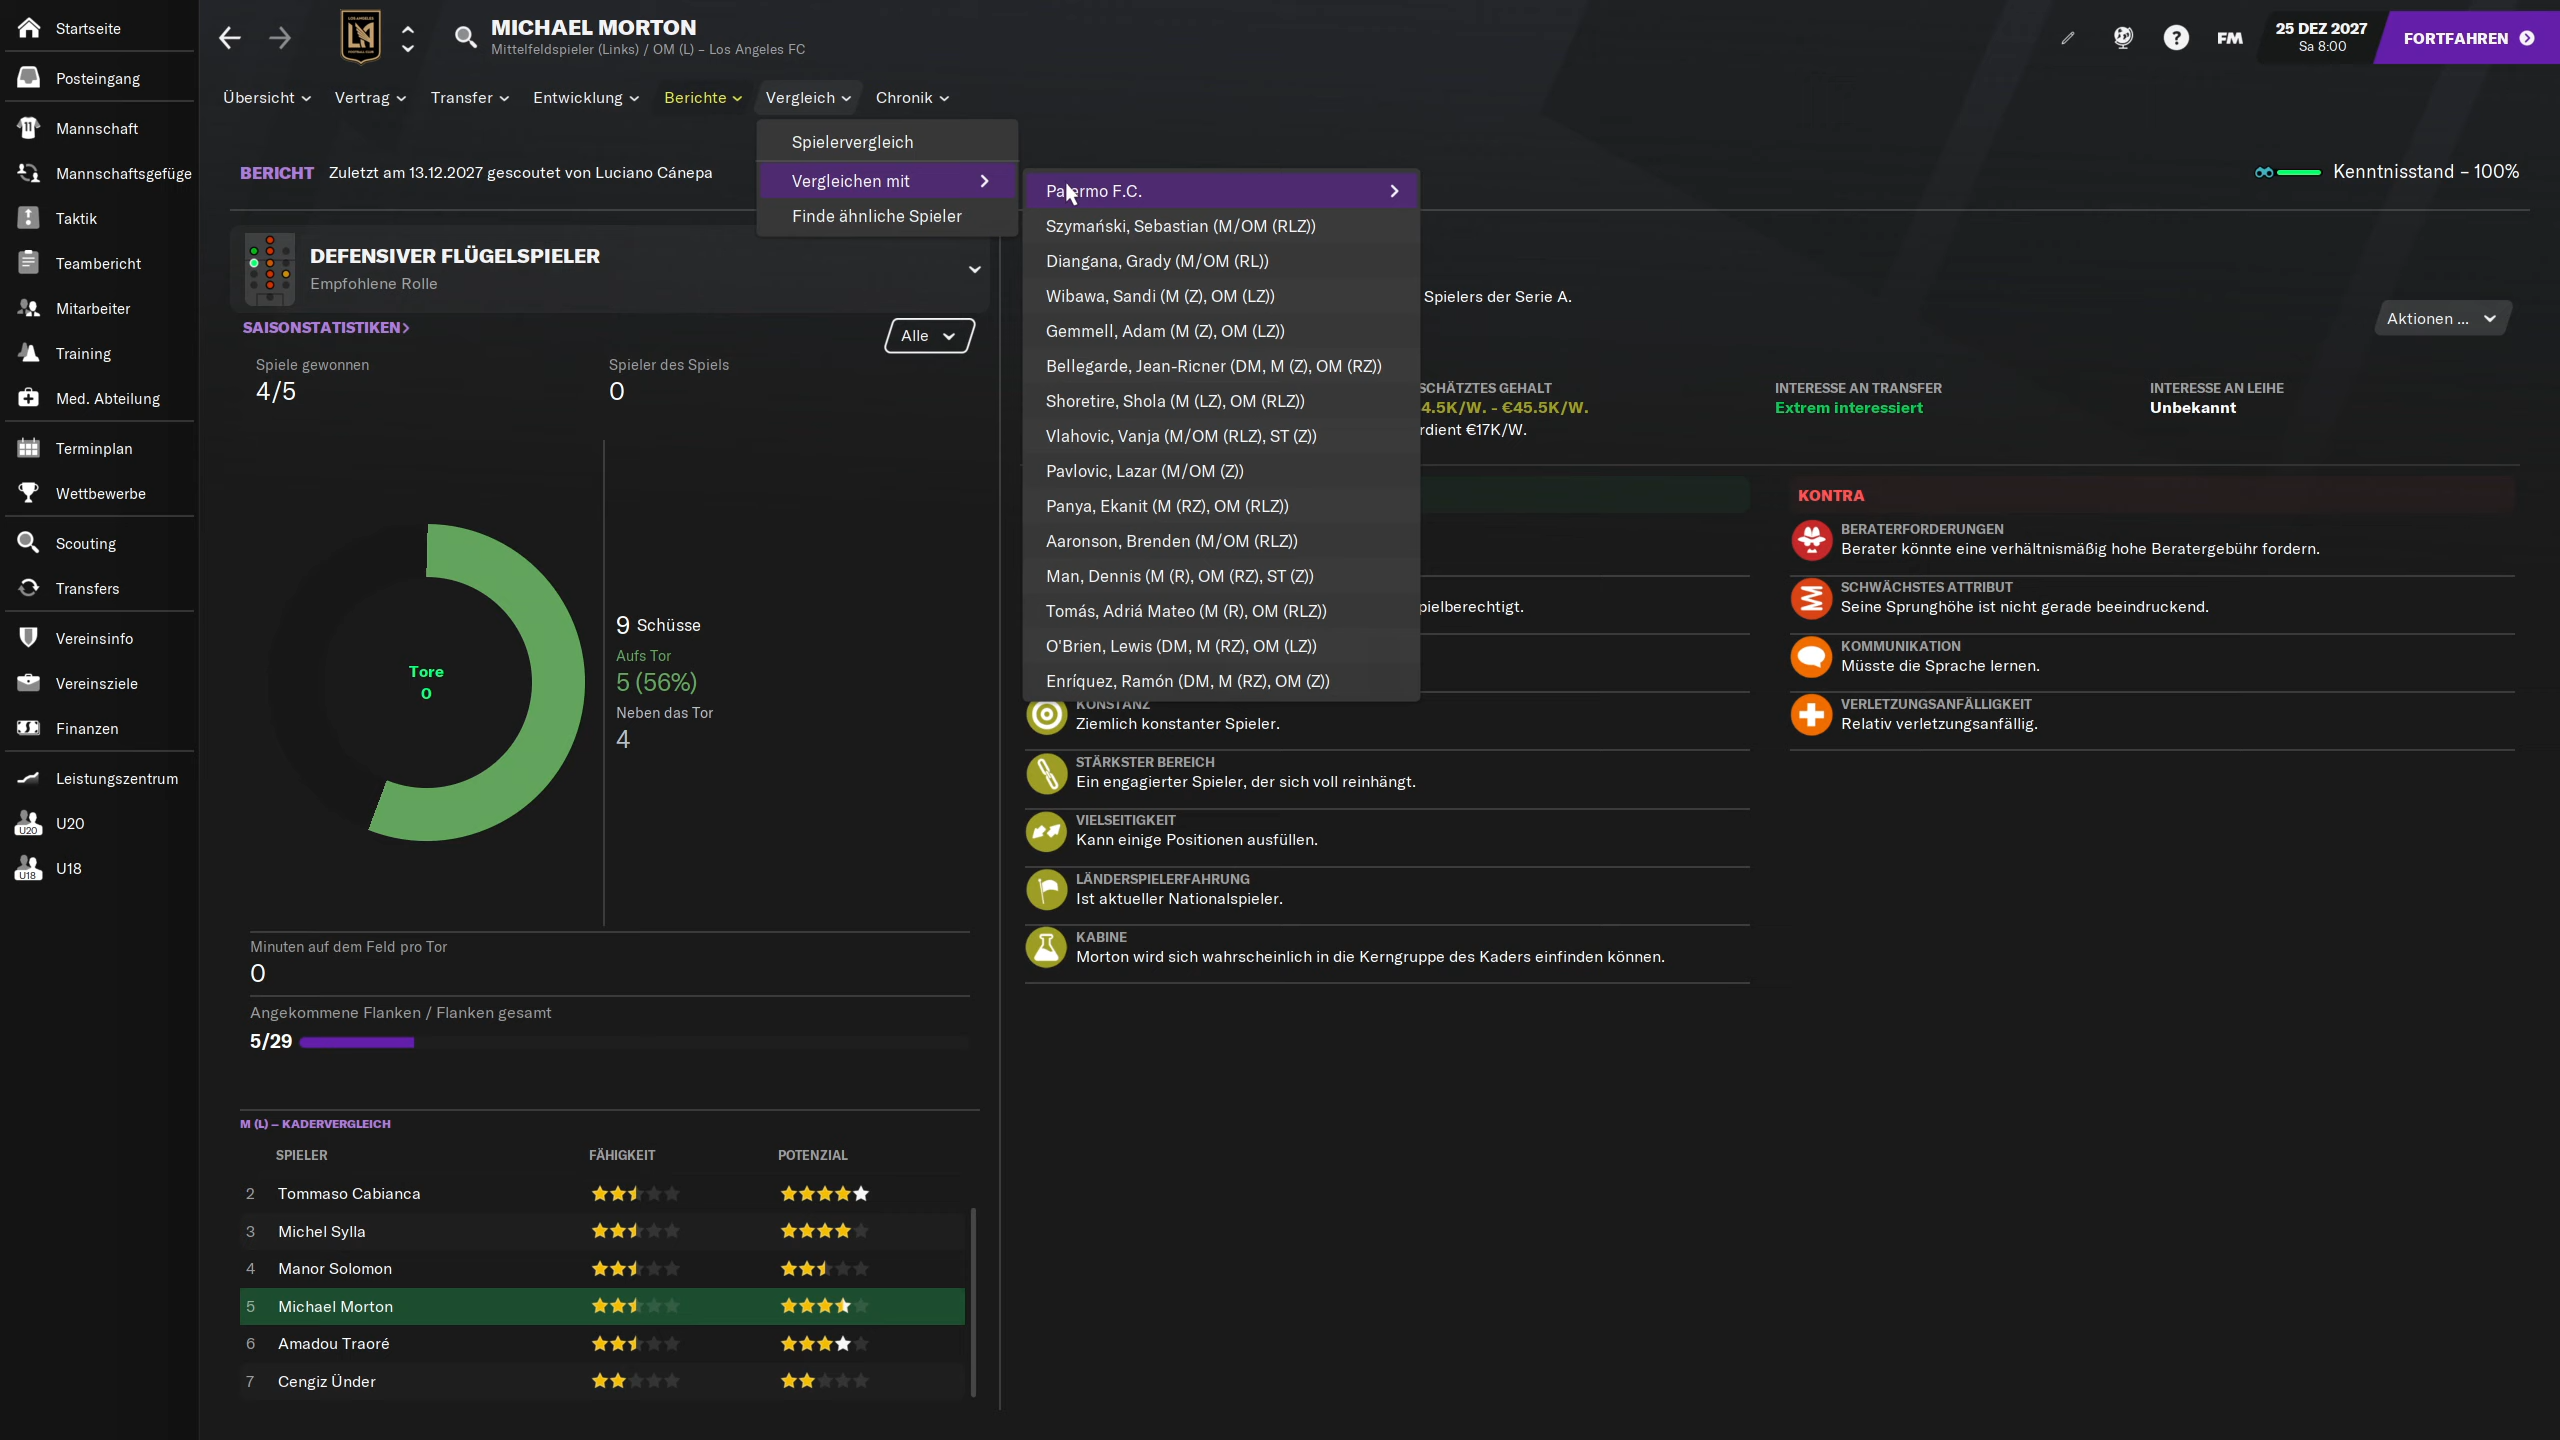 Startseite
Posteingang
Mannschaft
Mannschaftsgefüge
Taktik
Teambericht
Mitarbeiter
Training
Med. Abteilung
Terminplan
Wettbewerbe
Scouting
Transfers
Vereinsinfo
Vereinsziele
Finanzen
Leistungszentrum
U20 U20
U18 U18
MICHAEL MORTON
Mittelfeldspieler (Links) / OM (L) – Los Angeles FC
FM
25 DEZ 2027
Sa 8:00
FORTFAHREN
Übersicht Vertrag Transfer Entwicklung Berichte Vergleich Chronik
Spielervergleich
Vergleichen mit
Finde ähnliche Spieler
Palermo F.C.
Szymański, Sebastian (M/OM (RLZ))
Diangana, Grady (M/OM (RL))
Wibawa, Sandi (M (Z), OM (LZ))
Gemmell, Adam (M (Z), OM (LZ))
Bellegarde, Jean-Ricner (DM, M (Z), OM (RZ))
Shoretire, Shola (M (LZ), OM (RLZ))
Vlahovic, Vanja (M/OM (RLZ), ST (Z))
Pavlovic, Lazar (M/OM (Z))
Panya, Ekanit (M (RZ), OM (RLZ))
Aaronson, Brenden (M/OM (RLZ))
Man, Dennis (M (R), OM (RZ), ST (Z))
Tomás, Adriá Mateo (M (R), OM (RLZ))
O'Brien, Lewis (DM, M (RZ), OM (LZ))
Enríquez, Ramón (DM, M (RZ), OM (Z))
BERICHT Zuletzt am 13.12.2027 gescoutet von Luciano Cánepa
Kenntnisstand – 100%
DEFENSIVER FLÜGELSPIELER
Empfohlene Rolle
SAISONSTATISTIKEN
Alle
Spiele gewonnen
4/5
Spieler des Spiels
0
Tore
0
9 Schüsse
Aufs Tor
5 (56%)
Neben das Tor
4
Minuten auf dem Feld pro Tor
0
Angekommene Flanken / Flanken gesamt
5/29
M (L) – KADERVERGLEICH
SPIELER FÄHIGKEIT POTENZIAL
2 Tommaso Cabianca
3 Michel Sylla
4 Manor Solomon
5 Michael Morton
6 Amadou Traoré
7 Cengiz Ünder
Spielers der Serie A.
Aktionen ...
SCHÄTZTES GEHALT
4.5K/W. - €45.5K/W.
rdient €17K/W.
INTERESSE AN TRANSFER
Extrem interessiert
INTERESSE AN LEIHE
Unbekannt
pielberechtigt.
KONSTANZ
Ziemlich konstanter Spieler.
STÄRKSTER BEREICH
Ein engagierter Spieler, der sich voll reinhängt.
VIELSEITIGKEIT
Kann einige Positionen ausfüllen.
LÄNDERSPIELERFAHRUNG
Ist aktueller Nationalspieler.
KABINE
Morton wird sich wahrscheinlich in die Kerngruppe des Kaders einfinden können.
KONTRA
BERATERFORDERUNGEN
Berater könnte eine verhältnismäßig hohe Beratergebühr fordern.
SCHWÄCHSTES ATTRIBUT
Seine Sprunghöhe ist nicht gerade beeindruckend.
KOMMUNIKATION
Müsste die Sprache lernen.
VERLETZUNGSANFÄLLIGKEIT
Relativ verletzungsanfällig.